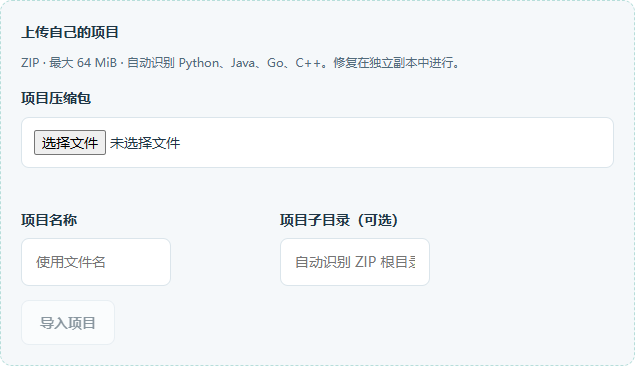 上传自己的项目
ZIP · 最大 64 MiB · 自动识别 Python、Java、Go、C++。修复在独立副本中进行。
项目压缩包
选择文件 未选择文件
项目名称 项目子目录（可选）
使用文件名 自动识别 ZIP 根目录
导入项目